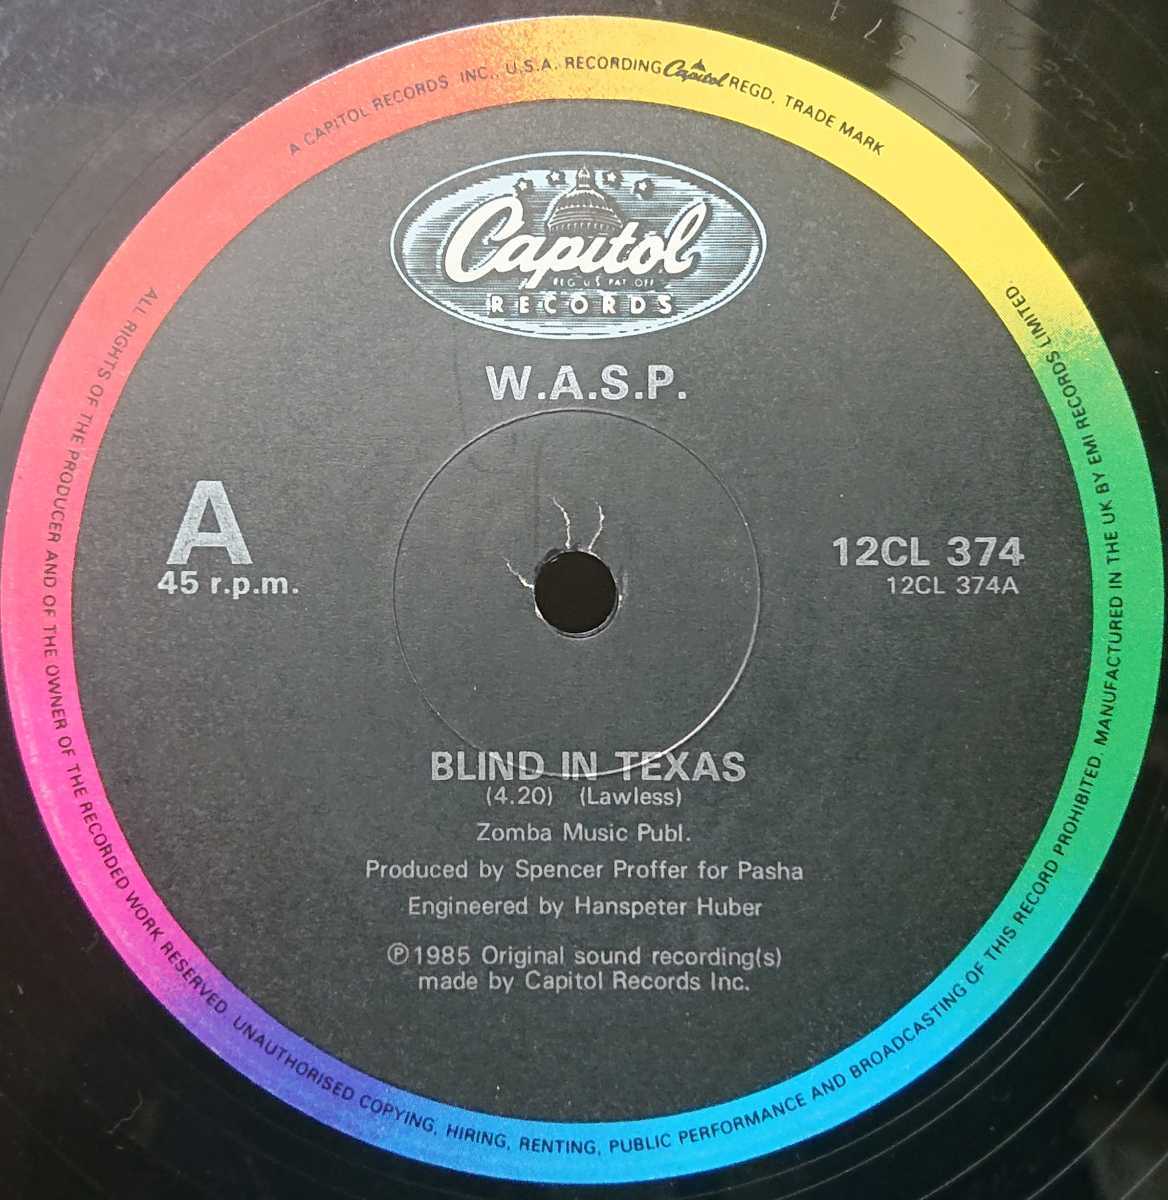 A CAPITOL RECORDS, INC., U.S.A. RECORDING Capitol REGD. TRADE MARK
Capitol
REG. U.S. PAT. OFF.
RECORDS
W.A.S.P.
A
45 r.p.m.
12CL 374
12CL 374A
BLIND IN TEXAS
(4.20) (Lawless)
Zomba Music Publ.
Produced by Spencer Proffer for Pasha
Engineered by Hanspeter Huber
℗1985 Original sound recording(s)
made by Capitol Records Inc.
ALL RIGHTS OF THE PRODUCER AND OF THE OWNER OF THE RECORDED WORK RESERVED. UNAUTHORISED COPYING, HIRING, RENTING, PUBLIC PERFORMANCE AND BROADCASTING OF THIS RECORD PROHIBITED. MANUFACTURED IN THE UK BY EMI RECORDS LIMITED.